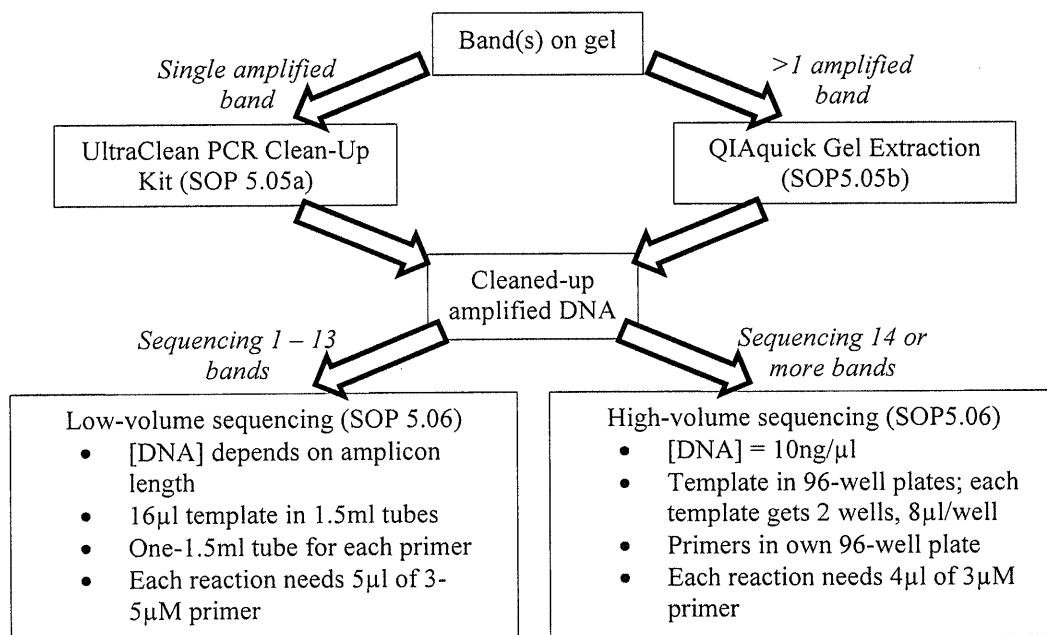 Band(s) on gel
Single amplified
band
>1 amplified
band
UltraClean PCR Clean-Up
Kit (SOP 5.05a)
QIAquick Gel Extraction
(SOP5.05b)
Cleaned-up
amplified DNA
Sequencing 1 – 13
bands
Sequencing 14 or
more bands
Low-volume sequencing (SOP 5.06)
• [DNA] depends on amplicon
length
• 16µl template in 1.5ml tubes
• One-1.5ml tube for each primer
• Each reaction needs 5µl of 3-
5µM primer
High-volume sequencing (SOP5.06)
• [DNA] = 10ng/µl
• Template in 96-well plates; each
template gets 2 wells, 8µl/well
• Primers in own 96-well plate
• Each reaction needs 4µl of 3µM
primer